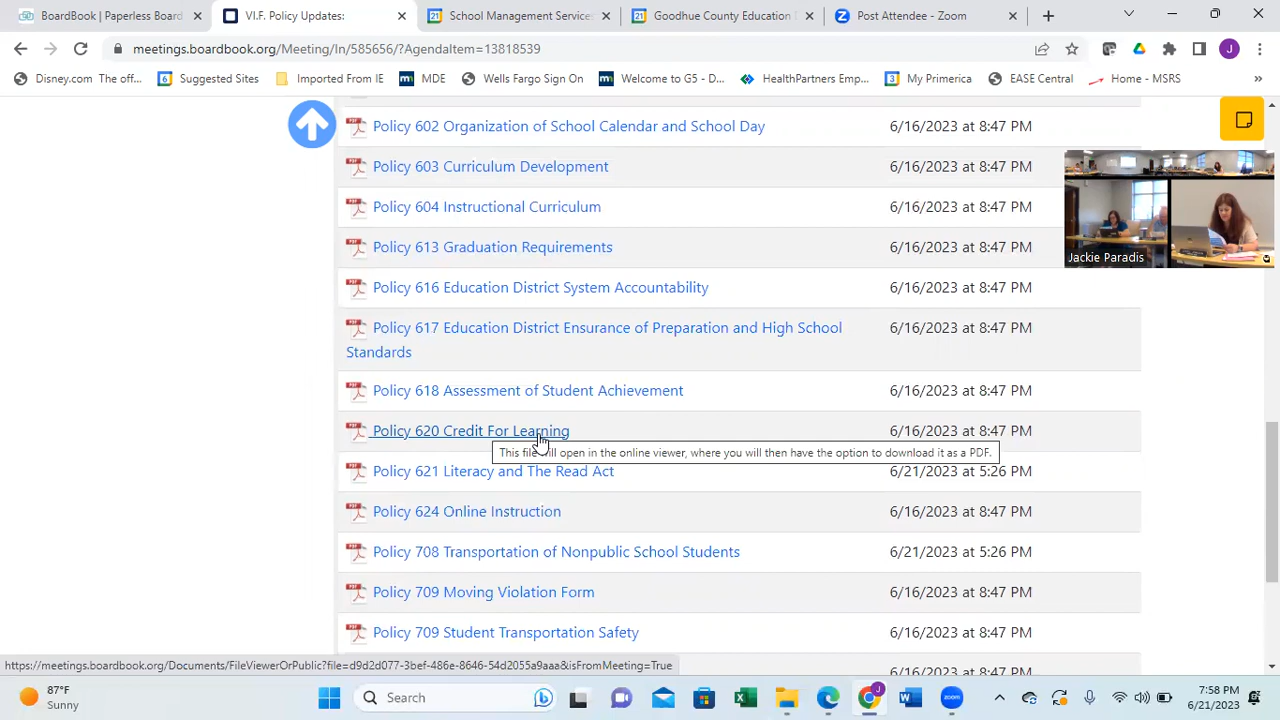 BoardBook | Paperless Board
VI.F. Policy Updates:
School Management Service
Goodhue County Education
Post Attendee - Zoom
meetings.boardbook.org/Meeting/In/585656/?AgendaItem=13818539
Disney.com The off...
Suggested Sites
Imported From IE
MDE
Wells Fargo Sign On
Welcome to G5 - D...
HealthPartners Emp...
My Primerica
EASE Central
Home - MSRS
Policy 602 Organization of School Calendar and School Day 6/16/2023 at 8:47 PM
Policy 603 Curriculum Development 6/16/2023 at 8:47 PM
Policy 604 Instructional Curriculum 6/16/2023 at 8:47 PM
Policy 613 Graduation Requirements 6/16/2023 at 8:47 PM
Jackie Paradis
Policy 616 Education District System Accountability 6/16/2023 at 8:47 PM
Policy 617 Education District Ensurance of Preparation and High School 6/16/2023 at 8:47 PM
Standards
Policy 618 Assessment of Student Achievement 6/16/2023 at 8:47 PM
Policy 620 Credit For Learning 6/16/2023 at 8:47 PM
This file will open in the online viewer, where you will then have the option to download it as a PDF.
Policy 621 Literacy and The Read Act 6/21/2023 at 5:26 PM
Policy 624 Online Instruction 6/16/2023 at 8:47 PM
Policy 708 Transportation of Nonpublic School Students 6/21/2023 at 5:26 PM
Policy 709 Moving Violation Form 6/16/2023 at 8:47 PM
Policy 709 Student Transportation Safety 6/16/2023 at 8:47 PM
https://meetings.boardbook.org/Documents/FileViewerOrPublic?file=d9d2d077-3bef-486e-8646-54d2055a9aaa&isFromMeeting=True
87°F
Sunny
Search
7:58 PM
6/21/2023